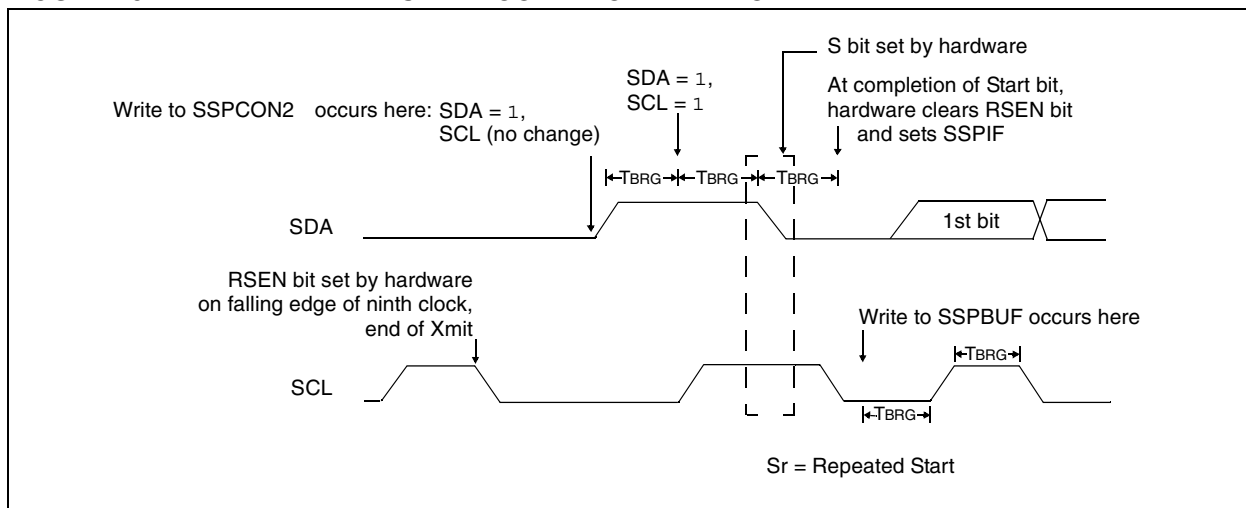 S bit set by hardware
SDA = 1,
SCL = 1
At completion of Start bit,
hardware clears RSEN bit
and sets SSPIF
Write to SSPCON2 occurs here: SDA = 1,
SCL (no change)
TBRG TBRG TBRG
SDA
1st bit
RSEN bit set by hardware
on falling edge of ninth clock,
end of Xmit
Write to SSPBUF occurs here
TBRG
SCL
TBRG
Sr = Repeated Start